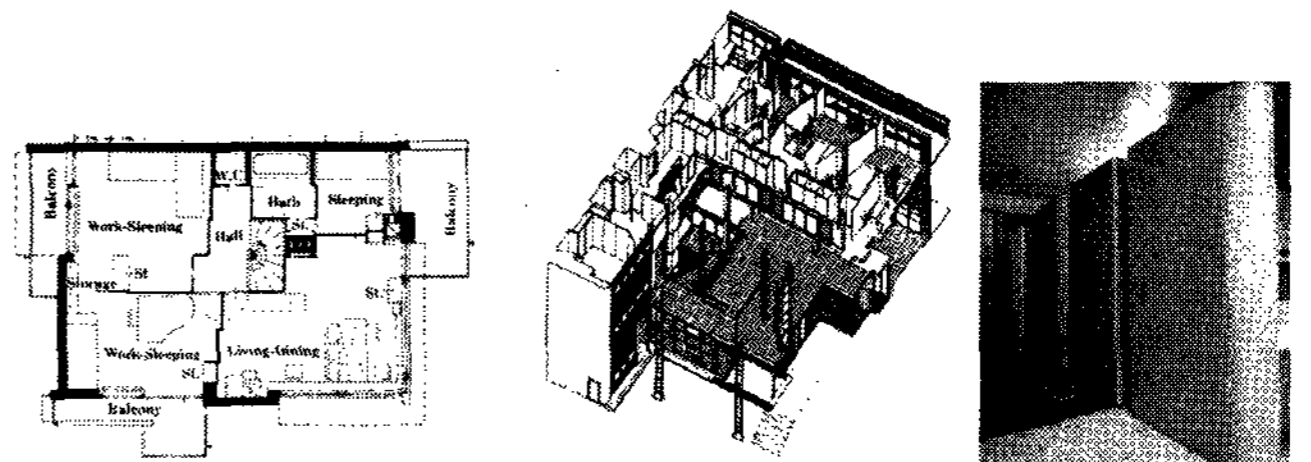 W.C
Bath
Sleeping
Balcony
Balcony
Work-Sleeping
Hall
St.
St
Storage
St.
Work-Sleeping
Living-Dining
St.
Balcony